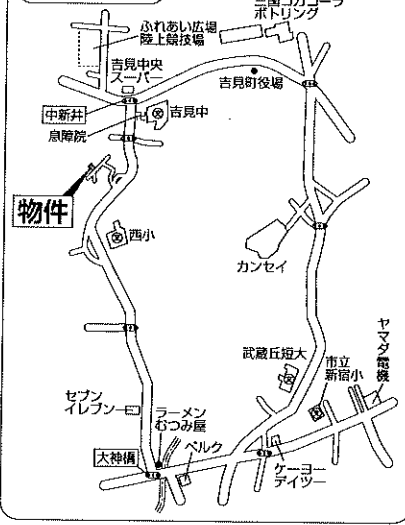 三国コカコーラ
ボトリング
ふれあい広場
陸上競技場
吉見中央
スーパー
吉見町役場
中新井
吉見中
息障院
物件
西小
カンセイ
ヤマダ電機
武蔵丘短大
市立
新宿小
セブン
イレブン
ラーメン
むつみ屋
ベルク
大神橋
ケーヨー
デイツー